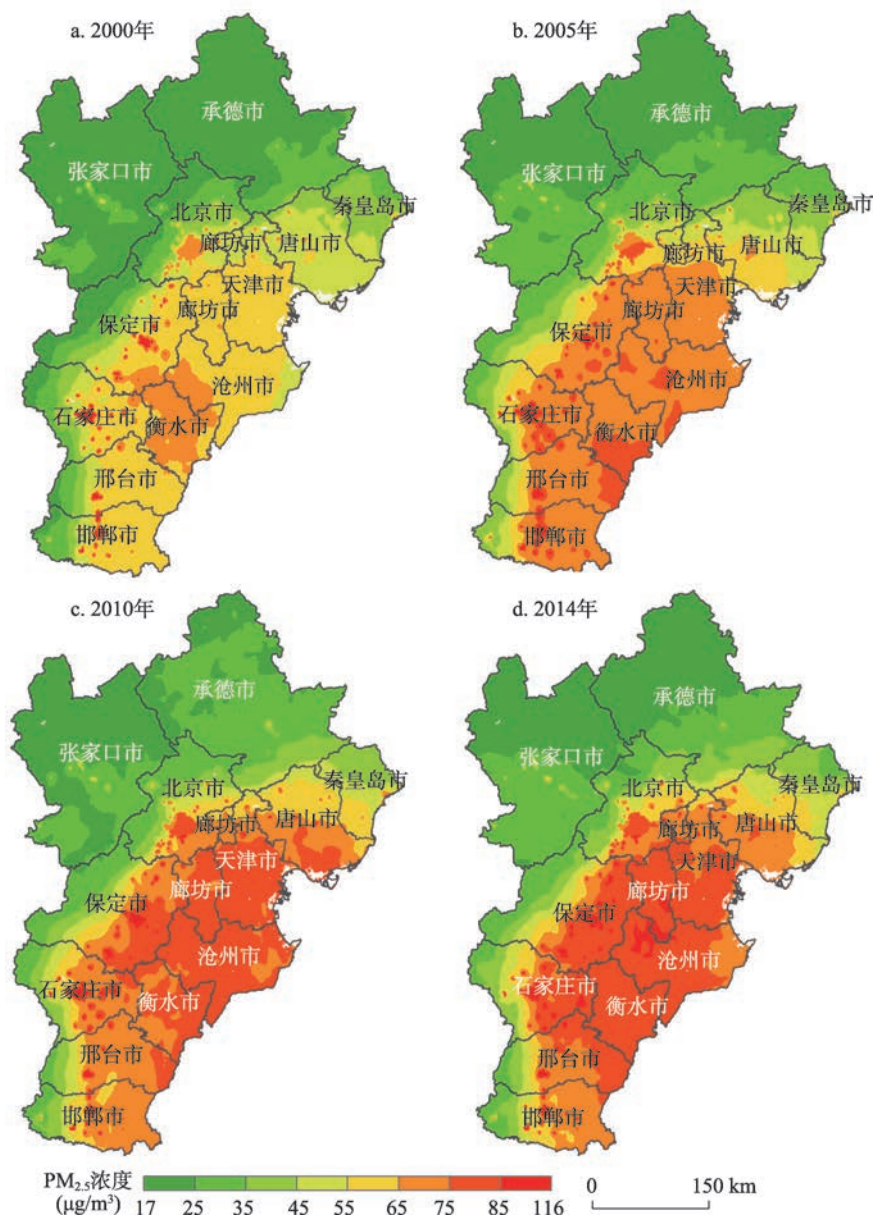 a. 2000年
承德市
张家口市
北京市
秦皇岛市
廊坊市
唐山市
天津市
廊坊市
保定市
沧州市
石家庄市
衡水市
邢台市
邯郸市
b. 2005年
承德市
张家口市
北京市
秦皇岛市
廊坊市
唐山市
天津市
廊坊市
保定市
沧州市
石家庄市
衡水市
邢台市
邯郸市
c. 2010年
承德市
张家口市
北京市
秦皇岛市
廊坊市
唐山市
天津市
廊坊市
保定市
沧州市
石家庄市
衡水市
邢台市
邯郸市
d. 2014年
承德市
张家口市
北京市
秦皇岛市
廊坊市
唐山市
天津市
廊坊市
保定市
沧州市
石家庄市
衡水市
邢台市
邯郸市
PM₂.₅浓度
(μg/m³) 17 25 35 45 55 65 75 85 116
0 150 km